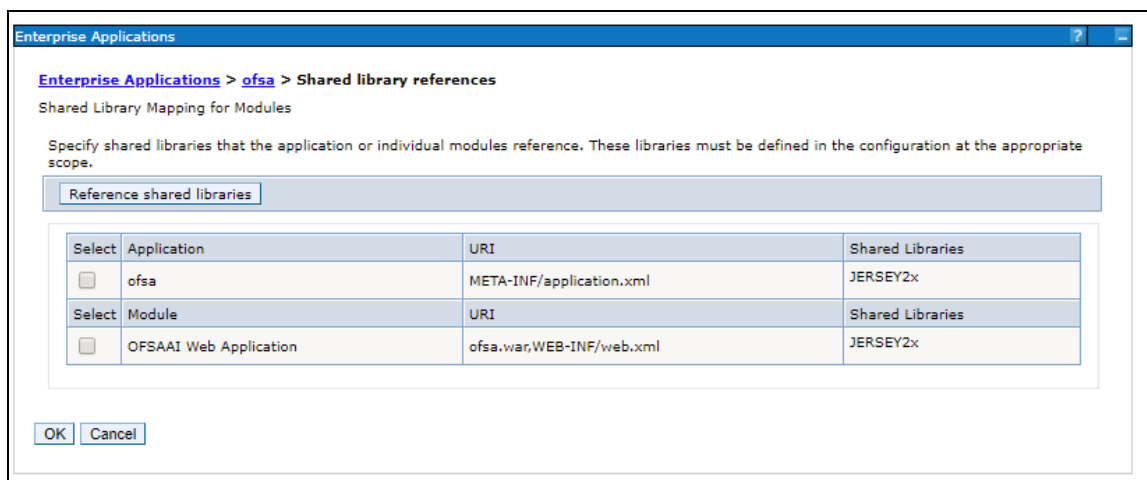 Enterprise Applications ? –
Enterprise Applications > ofsa > Shared library references
Shared Library Mapping for Modules
Specify shared libraries that the application or individual modules reference. These libraries must be defined in the configuration at the appropriate
scope.
Reference shared libraries
Select Application URI Shared Libraries
ofsa META-INF/application.xml JERSEY2x
Select Module URI Shared Libraries
OFSAAI Web Application ofsa.war,WEB-INF/web.xml JERSEY2x
OK Cancel